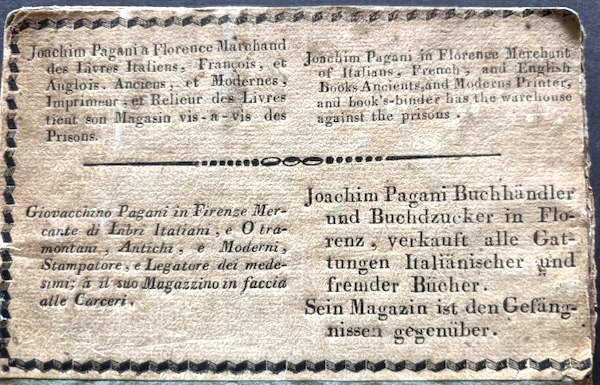 Joachim Pagani a Florence Marchand
des Livres Italiens, François, et
Anglois, Anciens, et Modernes,
Imprimeur, et Relieur des Livres
tient son Magasin vis-a-vis des
Prisons.
Joachim Pagani in Florence Merchant
of Italians, French, and English
Books Ancients, and Moderns Printer,
and book's-binder has the warehouse
against the prisons.
Giovacchino Pagani in Firenze Mer-
cante di Libri Italiani, e Oltra-
montani, Antichi, e Moderni,
Stampatore, e Legatore dei mede-
simi; à il suo Magazzino in faccia
alle Carceri.
Joachim Pagani Buchhändler
und Buchdzucker in Flo-
renz, verkauft alle Gat-
tungen Italiänischer und
fremder Bücher.
Sein Magazin ist den Gefäng-
nissen gegenüber.